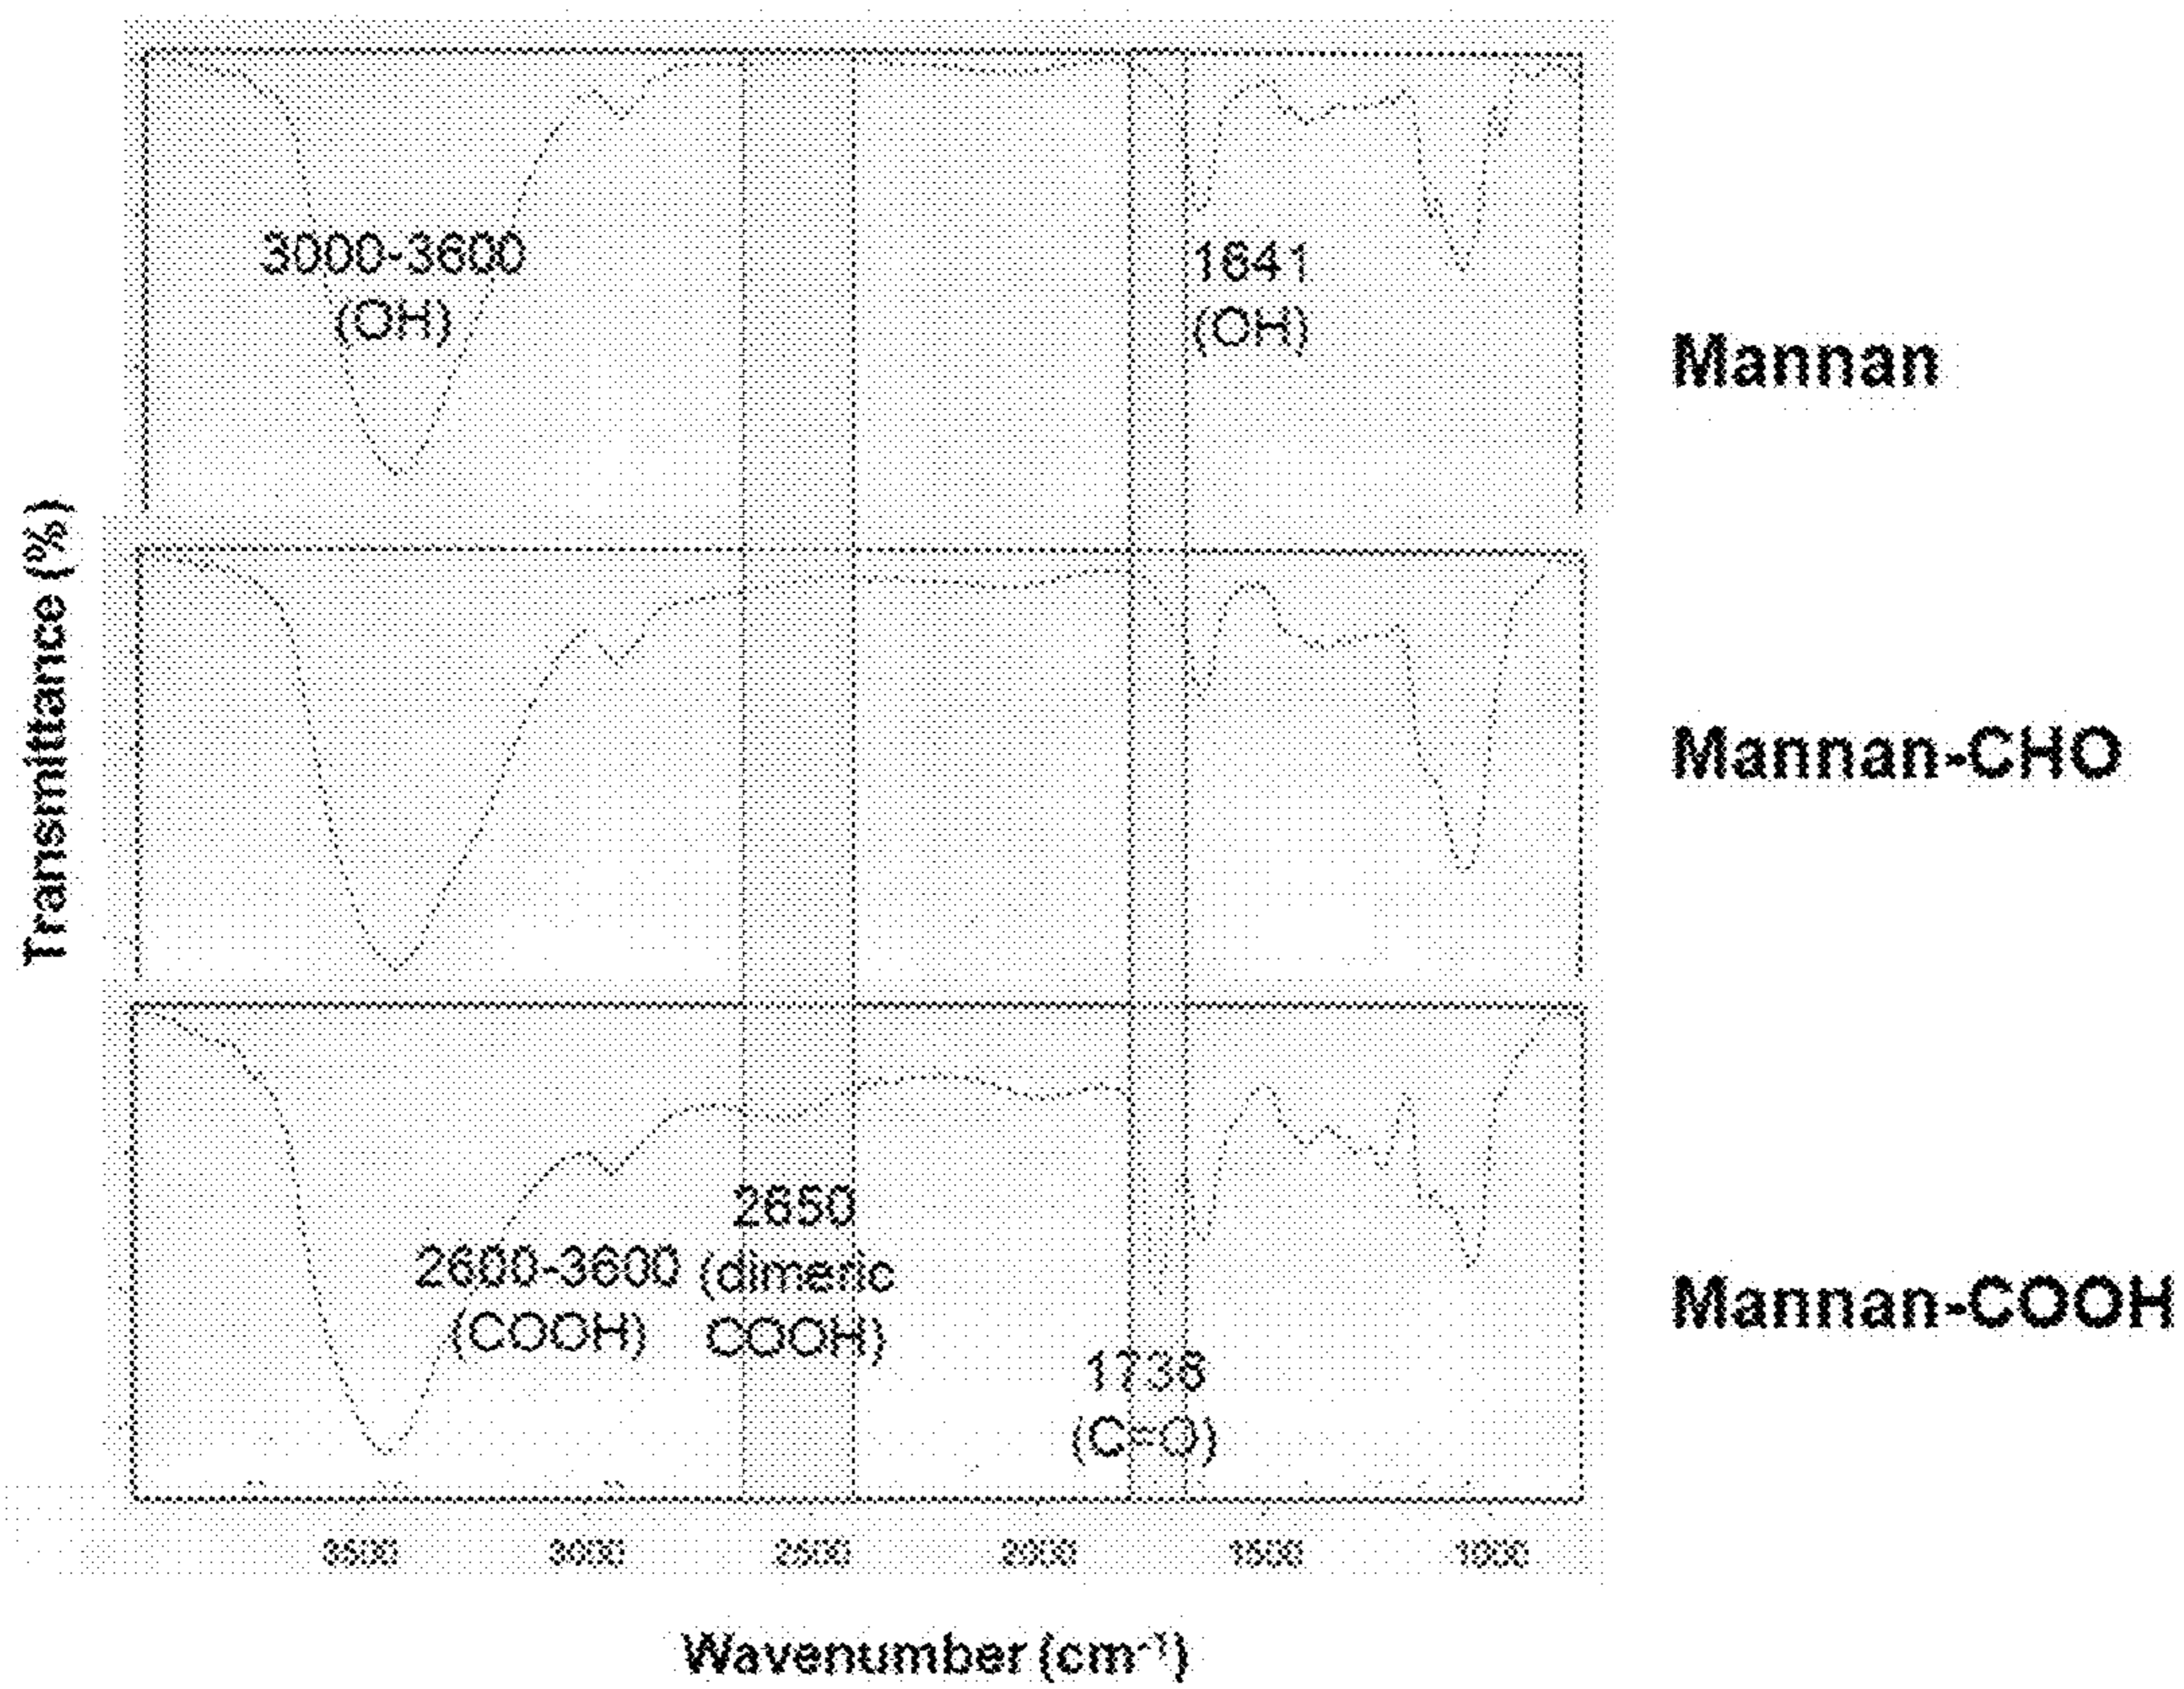 3000-3600
(OH)
1641
(OH)
Mannan
Transmittance (%)
Mannan-CHO
2600-3600
(COOH)
2650
(dimeric
COOH)
1738
(C=O)
Mannan-COOH
3500 3000 2500 2000 1500 1000
Wavenumber (cm⁻¹)